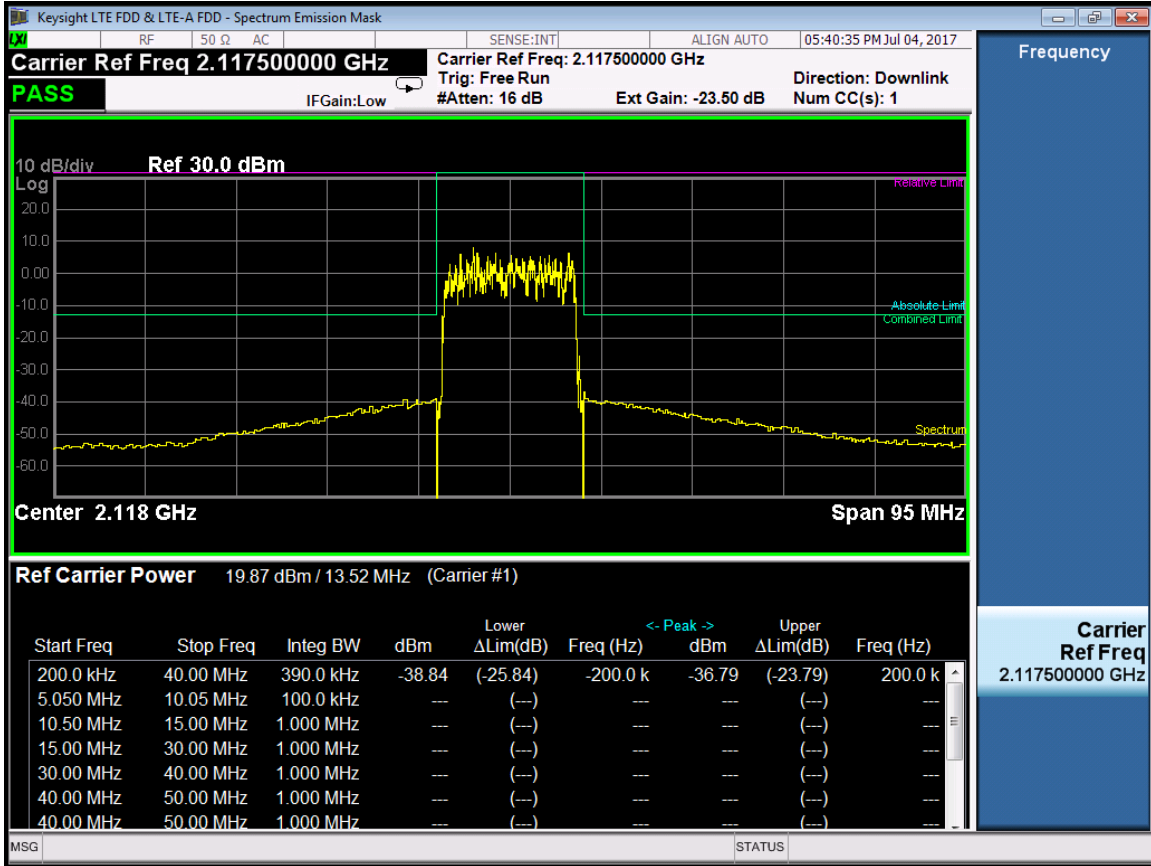 Keysight LTE FDD & LTE-A FDD - Spectrum Emission Mask
LXI RF 50 Ω AC SENSE:INT ALIGN AUTO 05:40:35 PM Jul 04, 2017
Carrier Ref Freq 2.117500000 GHz
Carrier Ref Freq: 2.117500000 GHz
Trig: Free Run Direction: Downlink
PASS IFGain:Low #Atten: 16 dB Ext Gain: -23.50 dB Num CC(s): 1
Frequency
10 dB/div Ref 30.0 dBm
Log
Relative Limit
20.0
10.0
0.00
-10.0
Absolute Limit
Combined Limit
-20.0
-30.0
-40.0
-50.0
Spectrum
-60.0
Center 2.118 GHz Span 95 MHz
Ref Carrier Power 19.87 dBm / 13.52 MHz (Carrier #1)
Lower <- Peak -> Upper
Start Freq Stop Freq Integ BW dBm ΔLim(dB) Freq (Hz) dBm ΔLim(dB) Freq (Hz)
200.0 kHz 40.00 MHz 390.0 kHz -38.84 (-25.84) -200.0 k -36.79 (-23.79) 200.0 k
5.050 MHz 10.05 MHz 100.0 kHz --- (---) --- --- (---) ---
10.50 MHz 15.00 MHz 1.000 MHz --- (---) --- --- (---) ---
15.00 MHz 30.00 MHz 1.000 MHz --- (---) --- --- (---) ---
30.00 MHz 40.00 MHz 1.000 MHz --- (---) --- --- (---) ---
40.00 MHz 50.00 MHz 1.000 MHz --- (---) --- --- (---) ---
40.00 MHz 50.00 MHz 1.000 MHz --- (---) --- --- (---) ---
Carrier
Ref Freq
2.117500000 GHz
MSG STATUS